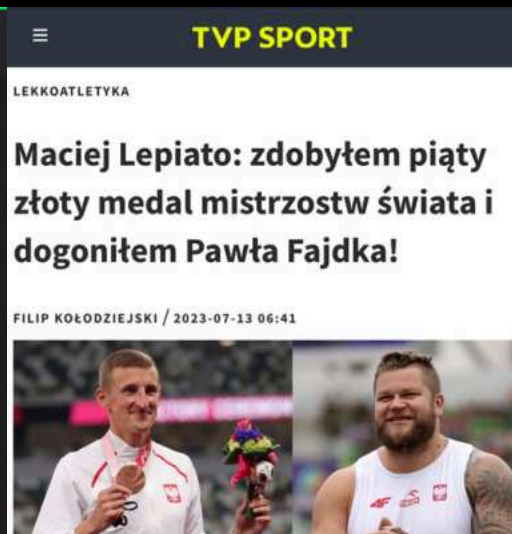 TVP SPORT
LEKKOATLETYKA
Maciej Lepiato: zdobyłem piąty
złoty medal mistrzostw świata i
dogoniłem Pawła Fajdka!
FILIP KOŁODZIEJSKI / 2023-07-13 06:41